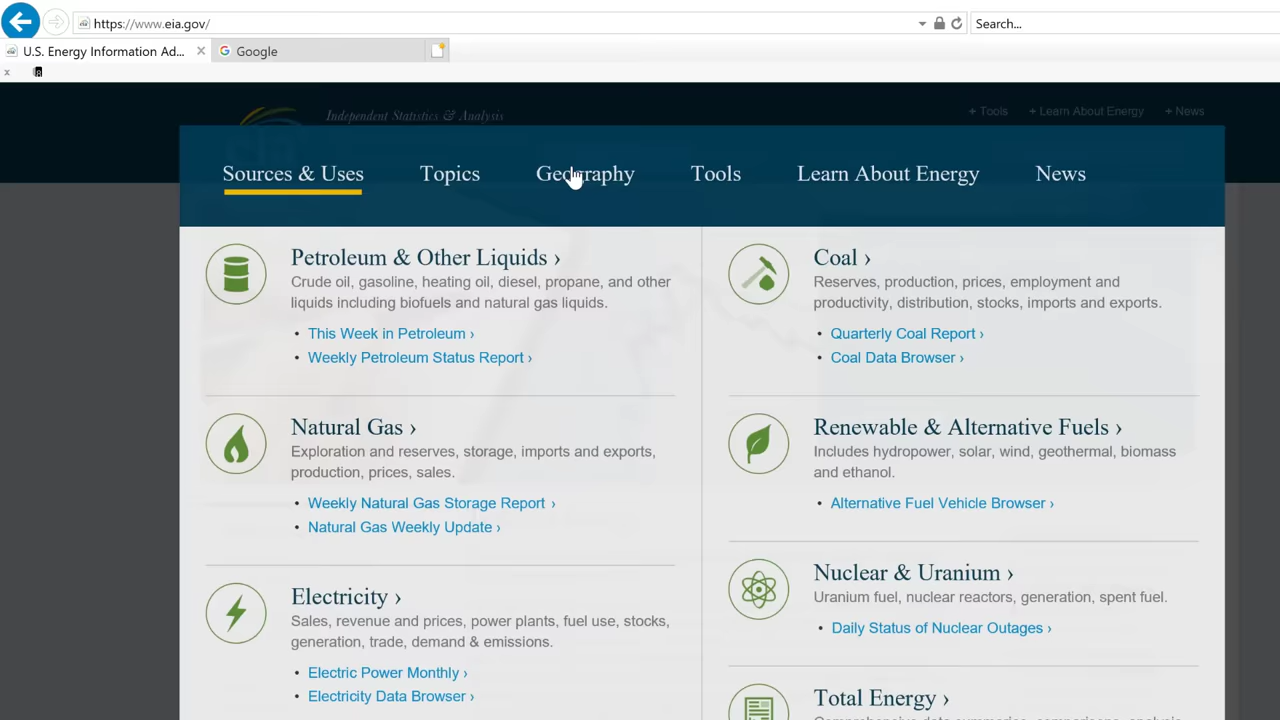 https://www.eia.gov/
Search...
U.S. Energy Information Ad...
Google
Independent Statistics & Analysis
+ Tools + Learn About Energy + News
Sources & Uses Topics Geography Tools Learn About Energy News
Petroleum & Other Liquids ›
Crude oil, gasoline, heating oil, diesel, propane, and other
liquids including biofuels and natural gas liquids.
• This Week in Petroleum ›
• Weekly Petroleum Status Report ›
Natural Gas ›
Exploration and reserves, storage, imports and exports,
production, prices, sales.
• Weekly Natural Gas Storage Report ›
• Natural Gas Weekly Update ›
Electricity ›
Sales, revenue and prices, power plants, fuel use, stocks,
generation, trade, demand & emissions.
• Electric Power Monthly ›
• Electricity Data Browser ›
Coal ›
Reserves, production, prices, employment and
productivity, distribution, stocks, imports and exports.
• Quarterly Coal Report ›
• Coal Data Browser ›
Renewable & Alternative Fuels ›
Includes hydropower, solar, wind, geothermal, biomass
and ethanol.
• Alternative Fuel Vehicle Browser ›
Nuclear & Uranium ›
Uranium fuel, nuclear reactors, generation, spent fuel.
• Daily Status of Nuclear Outages ›
Total Energy ›